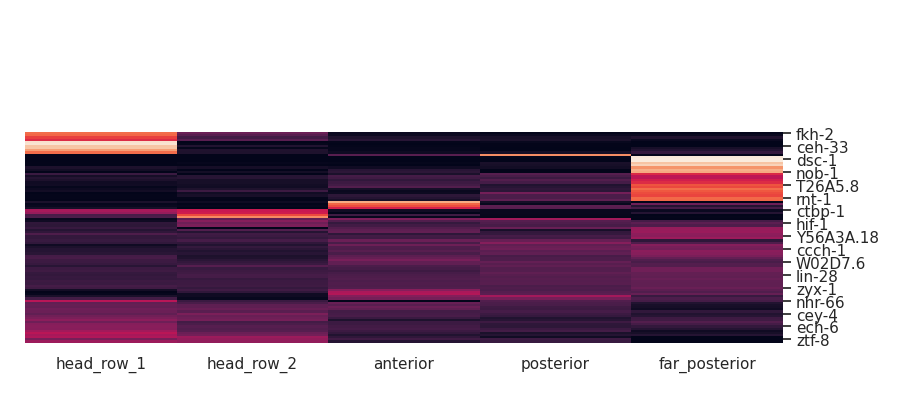 fkh-2
ceh-33
dsc-1
nob-1
T26A5.8
rnt-1
ctbp-1
hif-1
Y56A3A.18
ccch-1
W02D7.6
lin-28
zyx-1
nhr-66
cey-4
ech-6
ztf-8
head_row_1 head_row_2 anterior posterior far_posterior